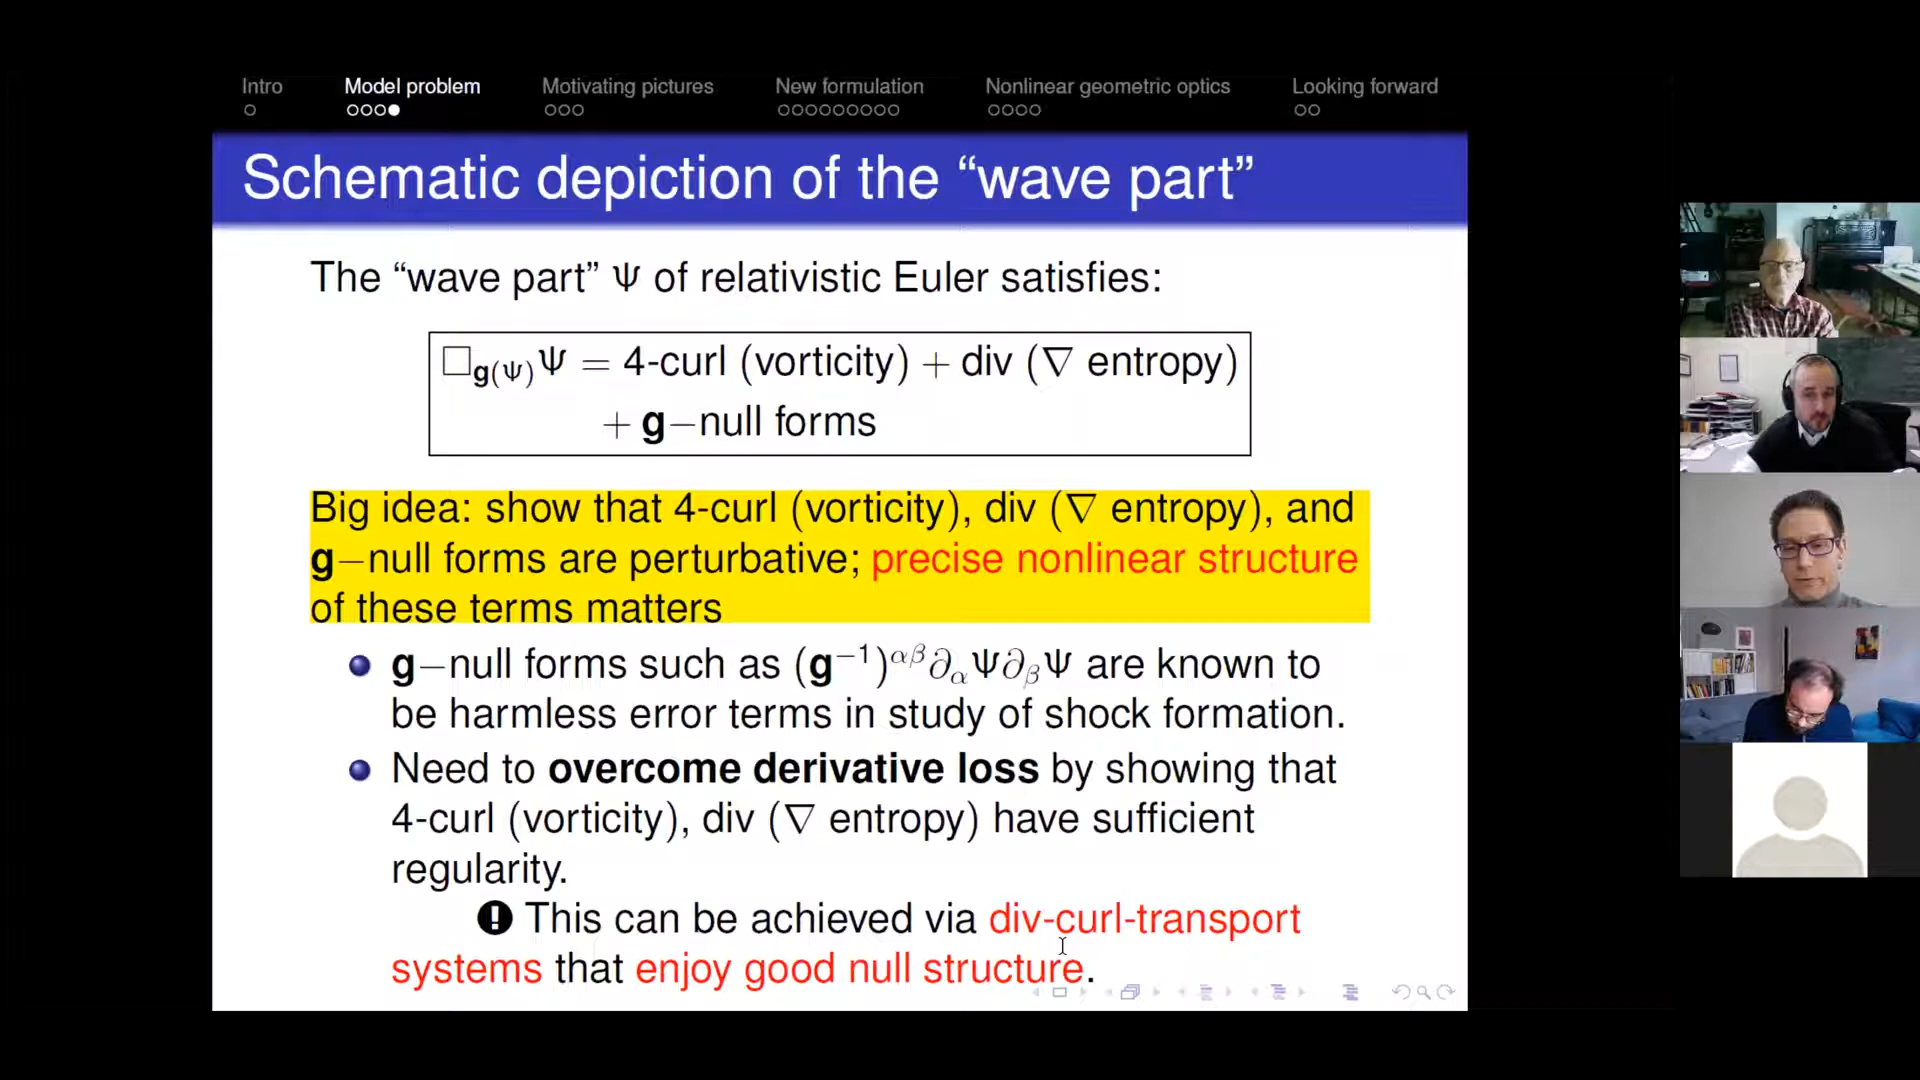 Intro Model problem Motivating pictures New formulation Nonlinear geometric optics Looking forward
Schematic depiction of the “wave part”
The “wave part” Ψ of relativistic Euler satisfies:
□g(Ψ)Ψ = 4-curl (vorticity) + div (∇ entropy)
+ g−null forms
Big idea: show that 4-curl (vorticity), div (∇ entropy), and
g−null forms are perturbative; precise nonlinear structure
of these terms matters
g−null forms such as (g⁻¹)^αβ∂_αΨ∂_βΨ are known to
be harmless error terms in study of shock formation.
Need to overcome derivative loss by showing that
4-curl (vorticity), div (∇ entropy) have sufficient
regularity.
! This can be achieved via div-curl-transport
systems that enjoy good null structure.